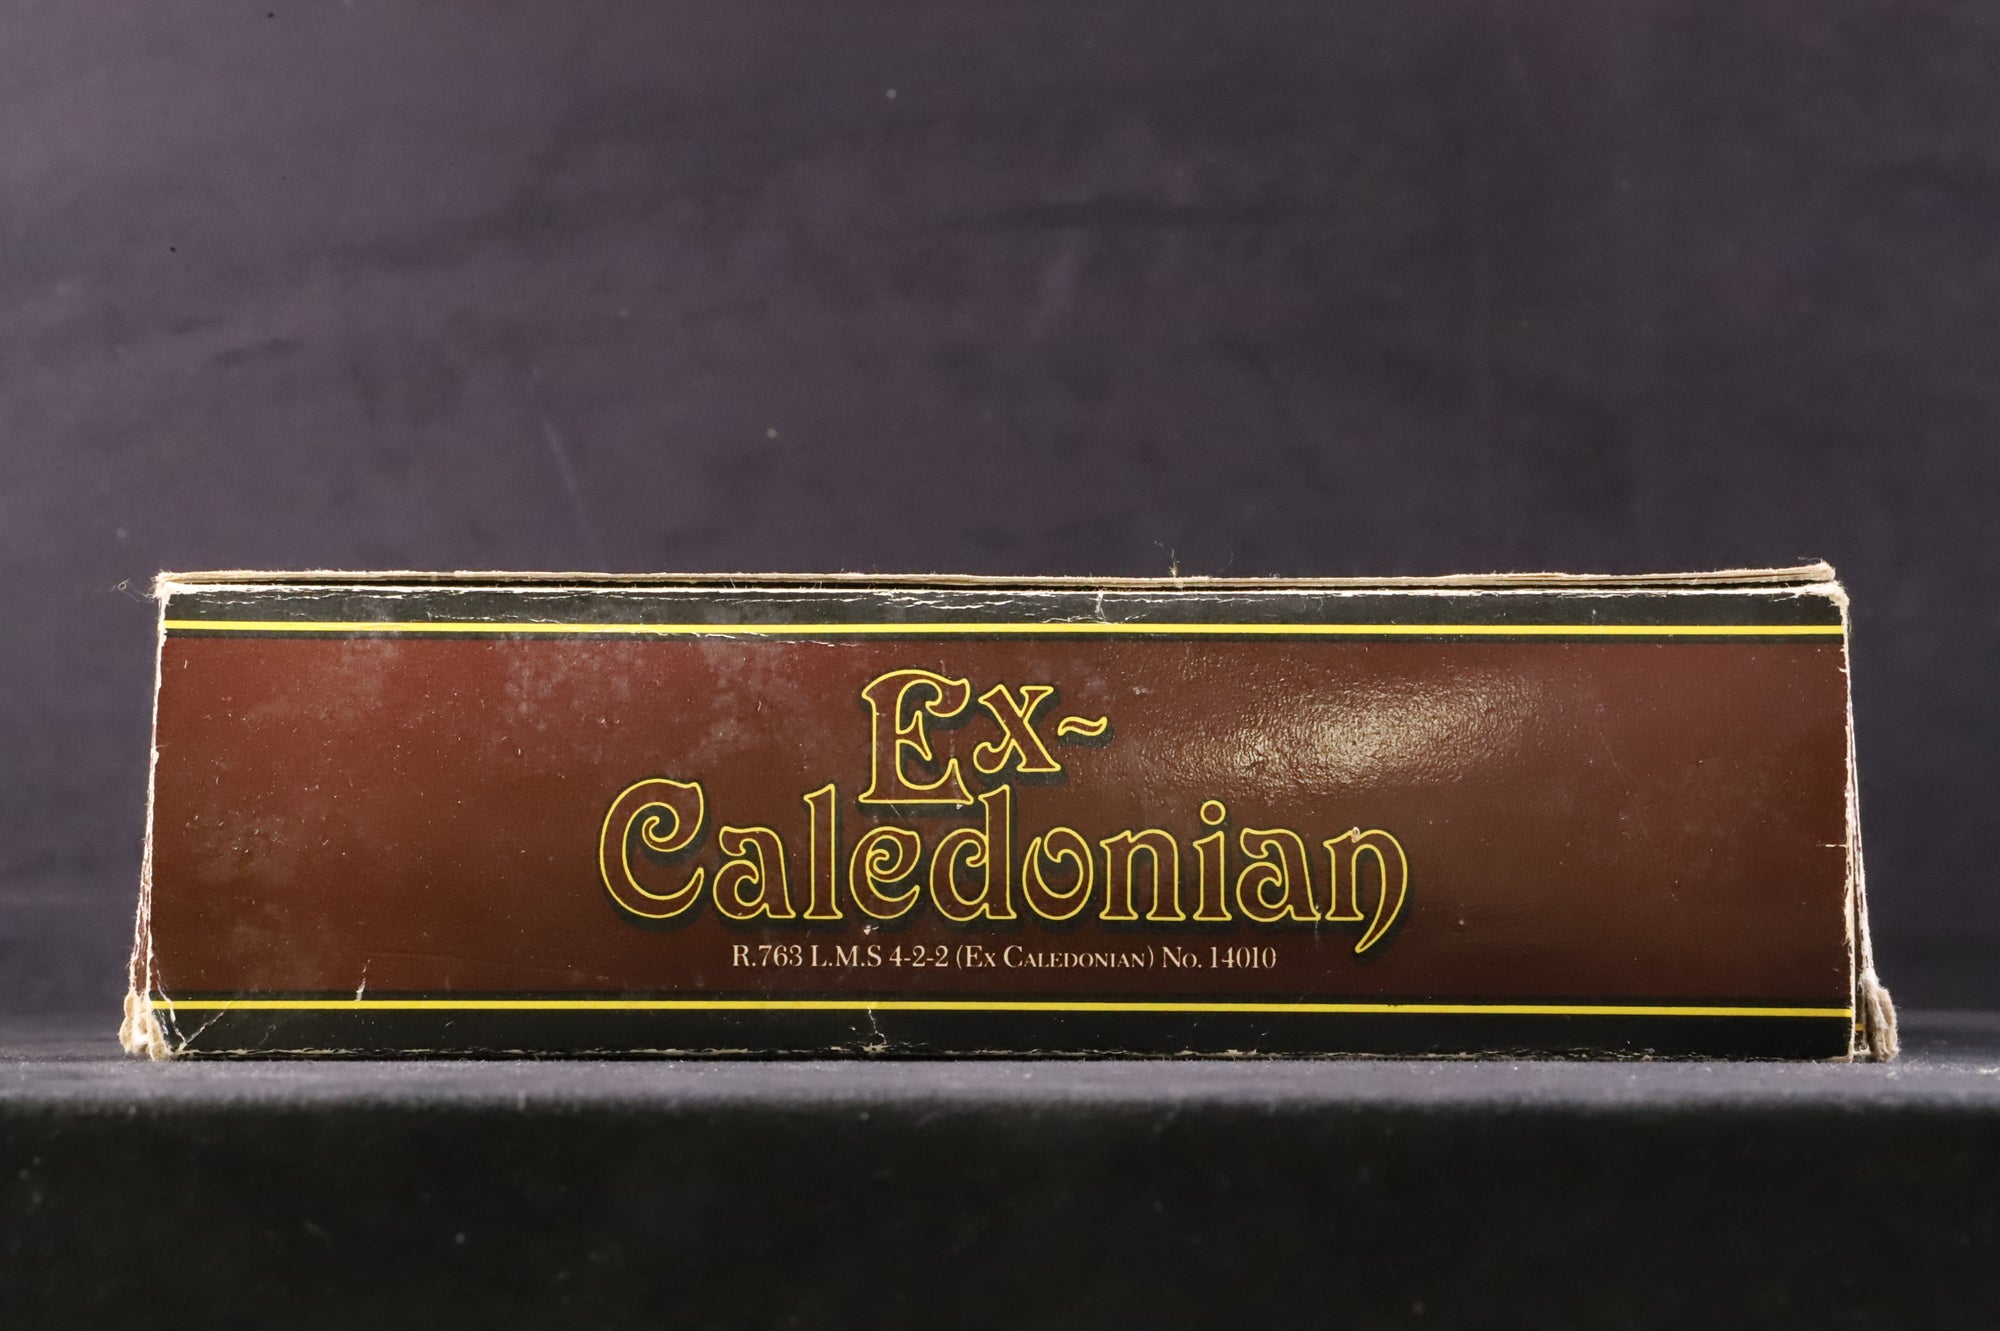 Ex-
Caledonian
R.763 L.M.S 4-2-2 (Ex Caledonian) No. 14010